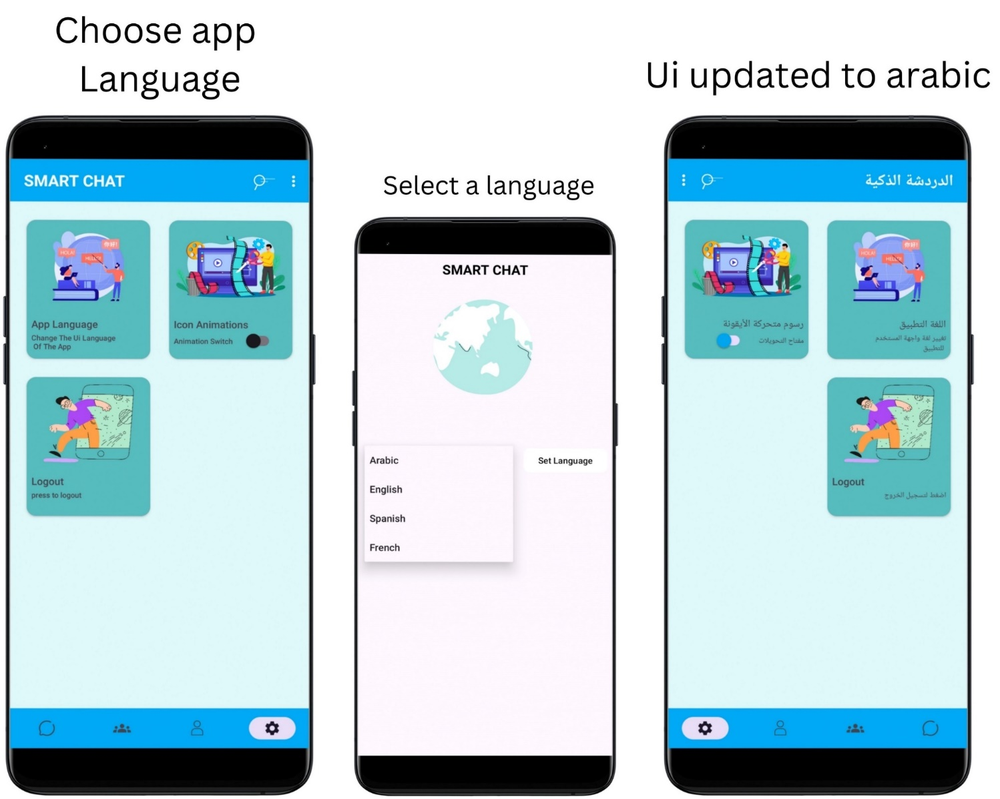 Choose app
Language
SMART CHAT
HOLA!
HELLO!
你好!
App Language
Change The Ui Language
Of The App
Icon Animations
Animation Switch
Logout
press to logout
Select a language
SMART CHAT
Arabic
English
Spanish
French
Set Language
Ui updated to arabic
الدردشة الذكية
HOLA!
HELLO!
你好!
اللغة التطبيق
تغيير لغة واجهة المستخدم
للتطبيق
رسوم متحركة الأيقونة
مفتاح التحويلات
Logout
اضغط لتسجيل الخروج